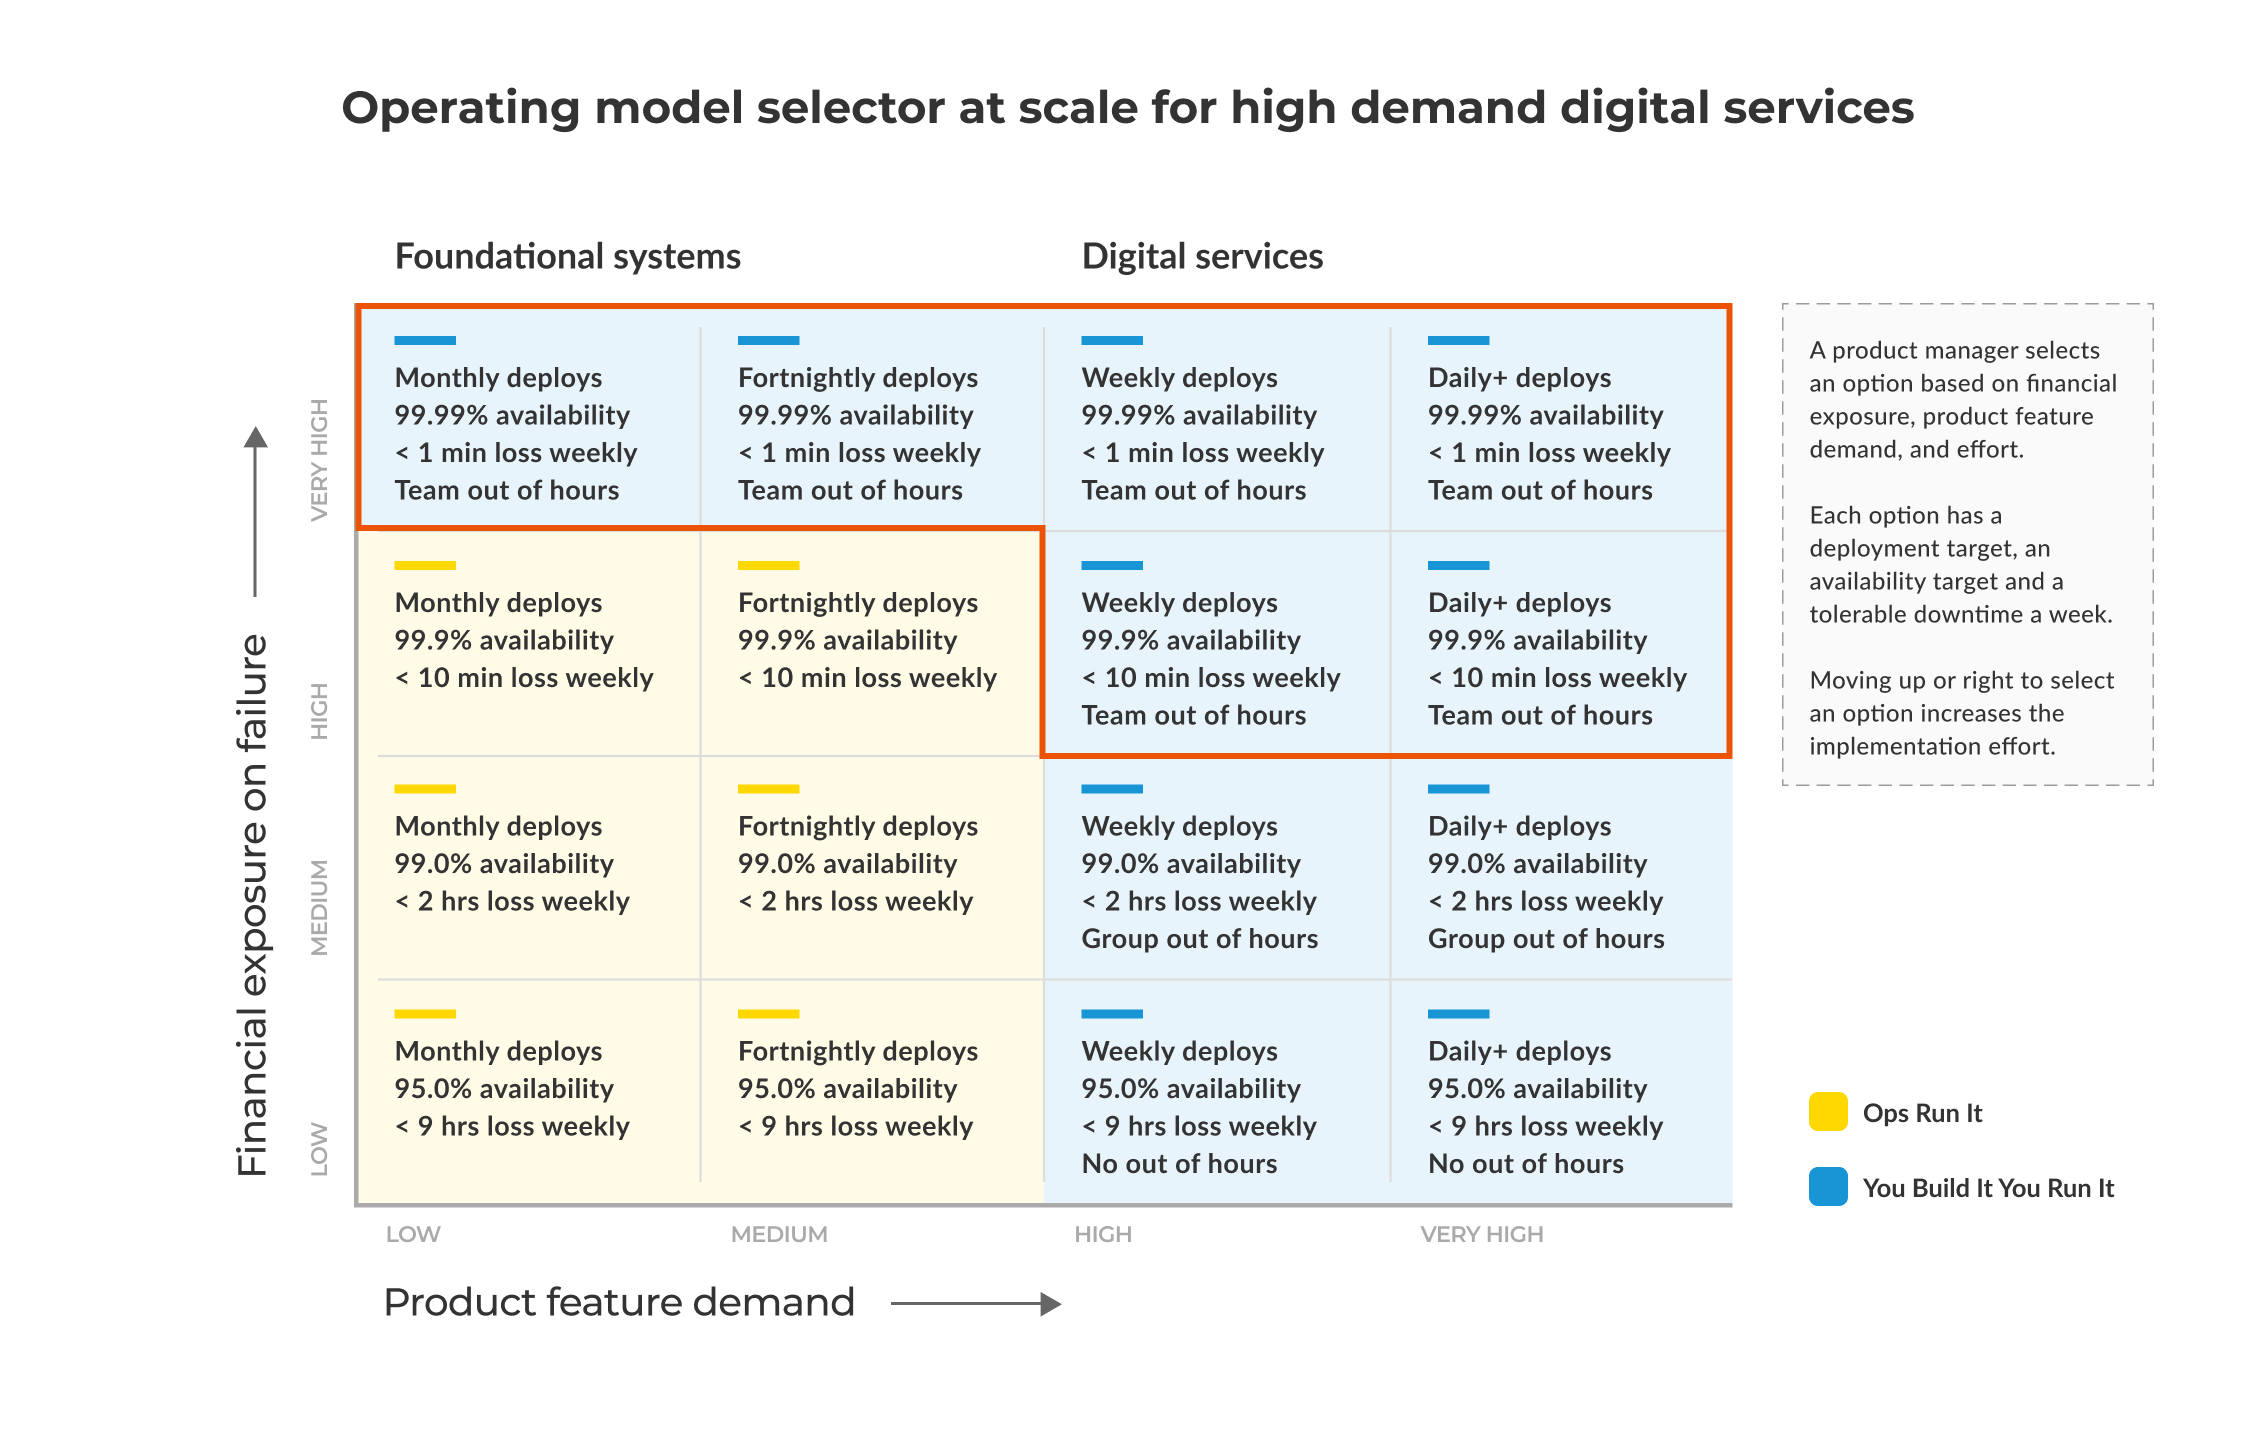 Operating model selector at scale for high demand digital services
Foundational systems
Digital services
Financial exposure on failure
VERY HIGH
Monthly deploys
99.99% availability
< 1 min loss weekly
Team out of hours
Fortnightly deploys
99.99% availability
< 1 min loss weekly
Team out of hours
Weekly deploys
99.99% availability
< 1 min loss weekly
Team out of hours
Daily+ deploys
99.99% availability
< 1 min loss weekly
Team out of hours
HIGH
Monthly deploys
99.9% availability
< 10 min loss weekly
Fortnightly deploys
99.9% availability
< 10 min loss weekly
Weekly deploys
99.9% availability
< 10 min loss weekly
Team out of hours
Daily+ deploys
99.9% availability
< 10 min loss weekly
Team out of hours
MEDIUM
Monthly deploys
99.0% availability
< 2 hrs loss weekly
Fortnightly deploys
99.0% availability
< 2 hrs loss weekly
Weekly deploys
99.0% availability
< 2 hrs loss weekly
Group out of hours
Daily+ deploys
99.0% availability
< 2 hrs loss weekly
Group out of hours
LOW
Monthly deploys
95.0% availability
< 9 hrs loss weekly
Fortnightly deploys
95.0% availability
< 9 hrs loss weekly
Weekly deploys
95.0% availability
< 9 hrs loss weekly
No out of hours
Daily+ deploys
95.0% availability
< 9 hrs loss weekly
No out of hours
LOW
MEDIUM
HIGH
VERY HIGH
Product feature demand
A product manager selects
an option based on financial
exposure, product feature
demand, and effort.
Each option has a
deployment target, an
availability target and a
tolerable downtime a week.
Moving up or right to select
an option increases the
implementation effort.
Ops Run It
You Build It You Run It